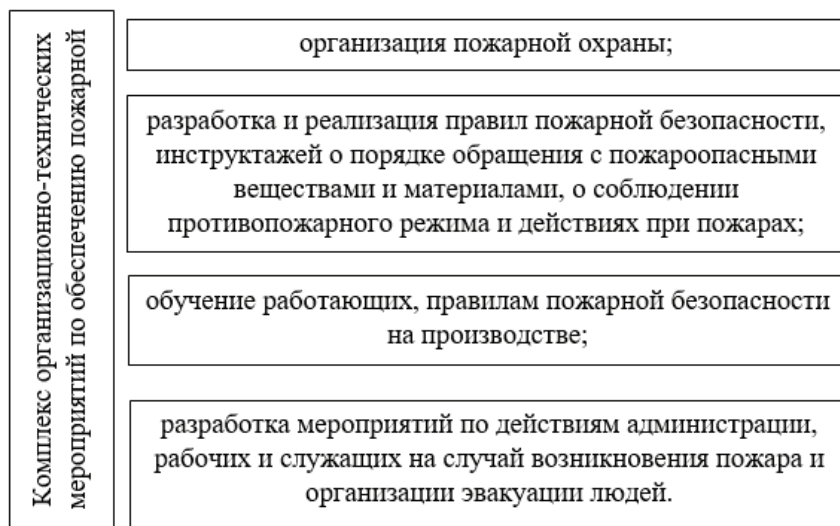 Комплекс организационно-технических
мероприятий по обеспечению пожарной
организация пожарной охраны;
разработка и реализация правил пожарной безопасности,
инструктажей о порядке обращения с пожароопасными
веществами и материалами, о соблюдении
противопожарного режима и действиях при пожарах;
обучение работающих, правилам пожарной безопасности
на производстве;
разработка мероприятий по действиям администрации,
рабочих и служащих на случай возникновения пожара и
организации эвакуации людей.